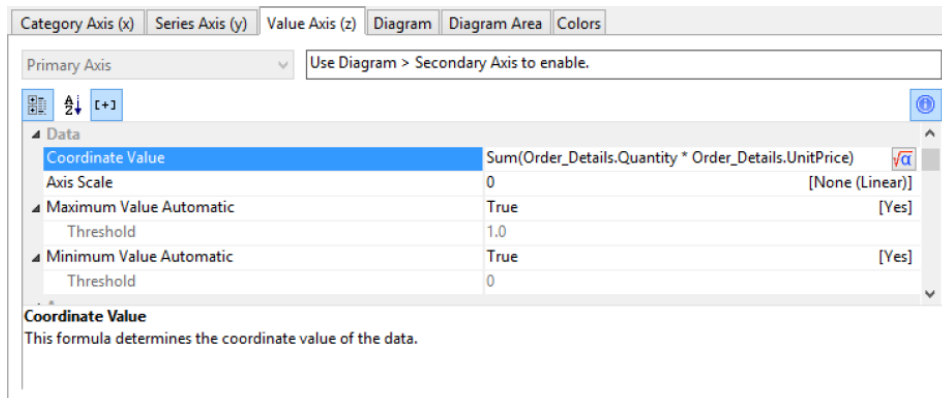 Category Axis (x) Series Axis (y) Value Axis (z) Diagram Diagram Area Colors
Primary Axis Use Diagram > Secondary Axis to enable.
A Z [+] i
Data
Coordinate Value Sum(Order_Details.Quantity * Order_Details.UnitPrice) √α
Axis Scale 0 [None (Linear)]
Maximum Value Automatic True [Yes]
Threshold 1.0
Minimum Value Automatic True [Yes]
Threshold 0
Coordinate Value
This formula determines the coordinate value of the data.